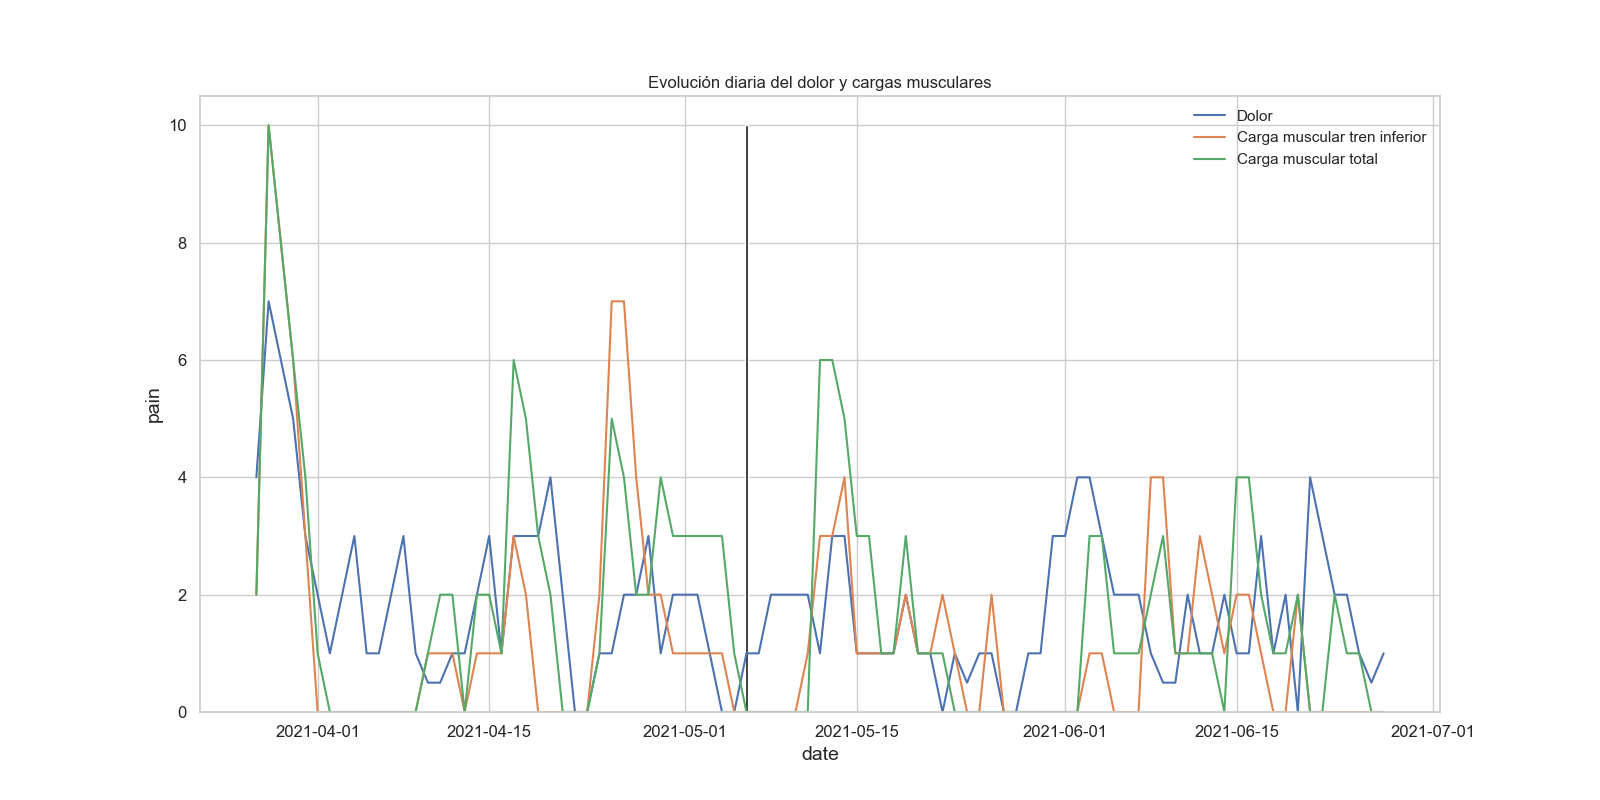 Evolución diaria del dolor y cargas musculares
Dolor
Carga muscular tren inferior
Carga muscular total
10
8
6
4
2
0
pain
2021-04-01
2021-04-15
2021-05-01
2021-05-15
2021-06-01
2021-06-15
2021-07-01
date